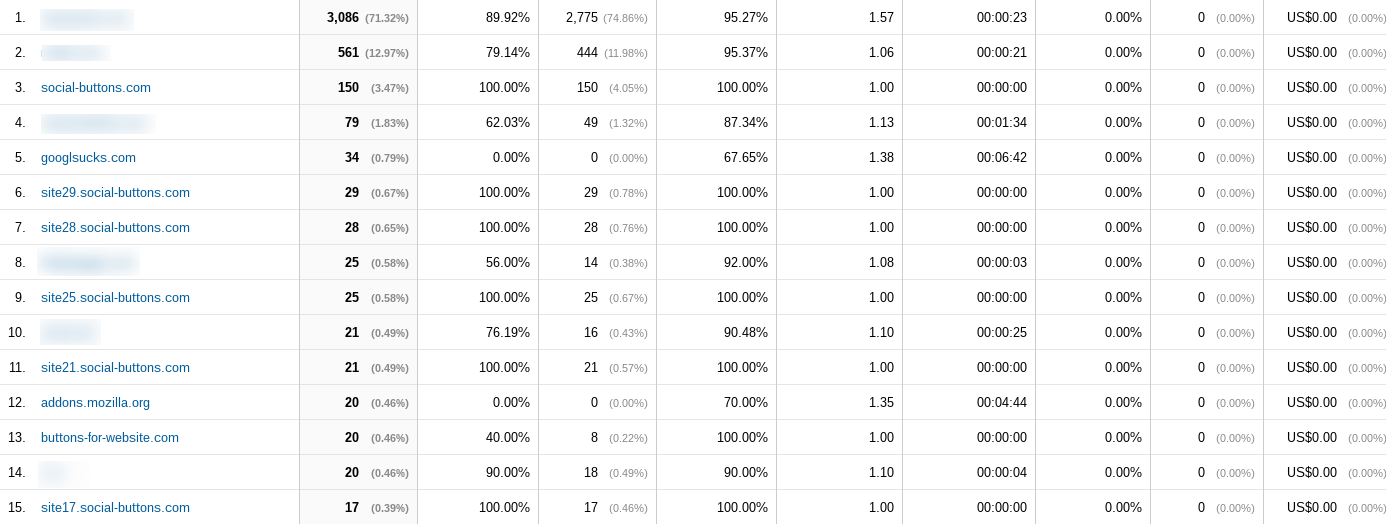 1. 3,086 (71.32%) 89.92% 2,775 (74.86%) 95.27% 1.57 00:00:23 0.00% 0 (0.00%) US$0.00 (0.00%)
2. 561 (12.97%) 79.14% 444 (11.98%) 95.37% 1.06 00:00:21 0.00% 0 (0.00%) US$0.00 (0.00%)
3. social-buttons.com 150 (3.47%) 100.00% 150 (4.05%) 100.00% 1.00 00:00:00 0.00% 0 (0.00%) US$0.00 (0.00%)
4. 79 (1.83%) 62.03% 49 (1.32%) 87.34% 1.13 00:01:34 0.00% 0 (0.00%) US$0.00 (0.00%)
5. googlsucks.com 34 (0.79%) 0.00% 0 (0.00%) 67.65% 1.38 00:06:42 0.00% 0 (0.00%) US$0.00 (0.00%)
6. site29.social-buttons.com 29 (0.67%) 100.00% 29 (0.78%) 100.00% 1.00 00:00:00 0.00% 0 (0.00%) US$0.00 (0.00%)
7. site28.social-buttons.com 28 (0.65%) 100.00% 28 (0.76%) 100.00% 1.00 00:00:00 0.00% 0 (0.00%) US$0.00 (0.00%)
8. 25 (0.58%) 56.00% 14 (0.38%) 92.00% 1.08 00:00:03 0.00% 0 (0.00%) US$0.00 (0.00%)
9. site25.social-buttons.com 25 (0.58%) 100.00% 25 (0.67%) 100.00% 1.00 00:00:00 0.00% 0 (0.00%) US$0.00 (0.00%)
10. 21 (0.49%) 76.19% 16 (0.43%) 90.48% 1.10 00:00:25 0.00% 0 (0.00%) US$0.00 (0.00%)
11. site21.social-buttons.com 21 (0.49%) 100.00% 21 (0.57%) 100.00% 1.00 00:00:00 0.00% 0 (0.00%) US$0.00 (0.00%)
12. addons.mozilla.org 20 (0.46%) 0.00% 0 (0.00%) 70.00% 1.35 00:04:44 0.00% 0 (0.00%) US$0.00 (0.00%)
13. buttons-for-website.com 20 (0.46%) 40.00% 8 (0.22%) 100.00% 1.00 00:00:00 0.00% 0 (0.00%) US$0.00 (0.00%)
14. 20 (0.46%) 90.00% 18 (0.49%) 90.00% 1.10 00:00:04 0.00% 0 (0.00%) US$0.00 (0.00%)
15. site17.social-buttons.com 17 (0.39%) 100.00% 17 (0.46%) 100.00% 1.00 00:00:00 0.00% 0 (0.00%) US$0.00 (0.00%)